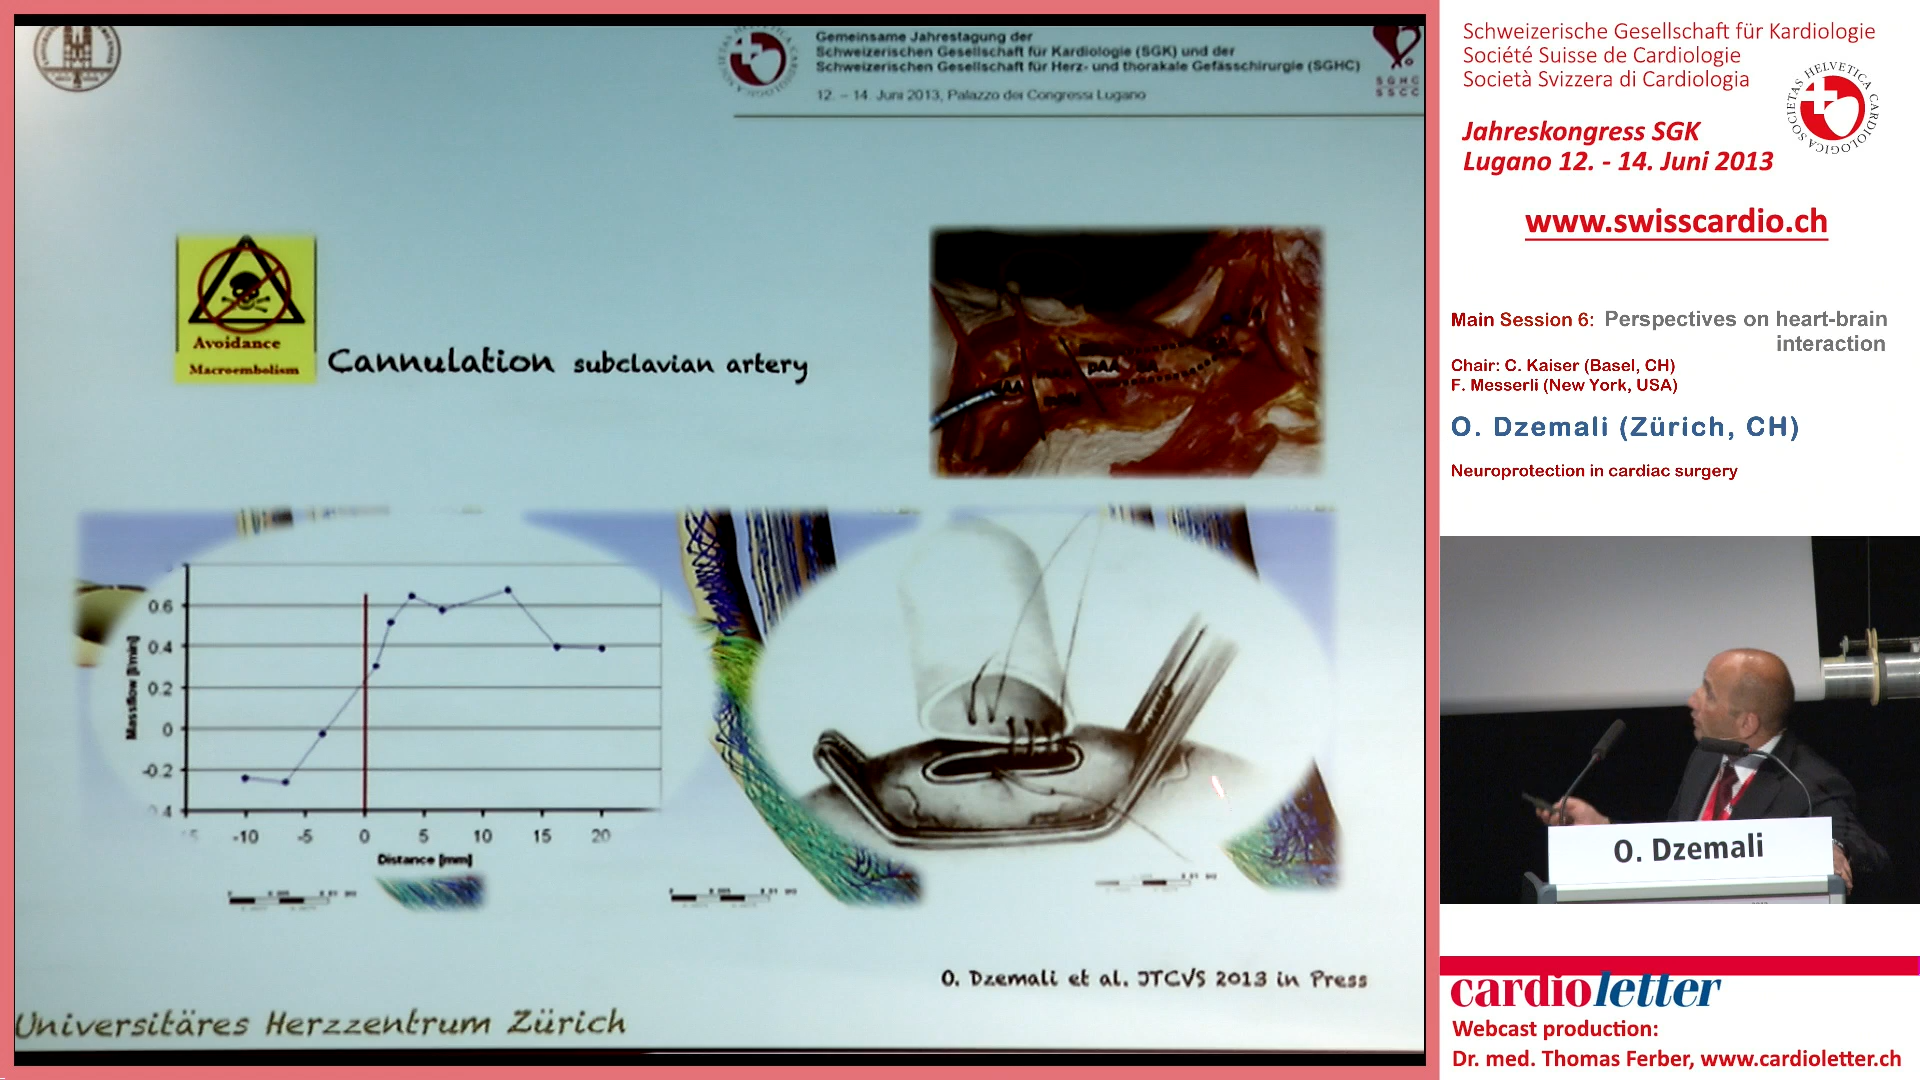 Gemeinsame Jahrestagung der
Schweizerischen Gesellschaft für Kardiologie (SGK) und der
Schweizerischen Gesellschaft für Herz- und thorakale Gefässchirurgie (SGHC)
12. – 14. Juni 2013, Palazzo dei Congressi Lugano
SGHC
SSCC
Avoidance
Macroembolism
Cannulation subclavian artery
pAA
Massflow [l/min]
0.6
0.4
0.2
0
-0.2
-10 -5 0 5 10 15 20
Distance [mm]
O. Dzemali et al. JTCVS 2013 in Press
Universitäres Herzzentrum Zürich
Schweizerische Gesellschaft für Kardiologie
Société Suisse de Cardiologie
Società Svizzera di Cardiologia
SOCIETAS HELVETICA CARDIOLOGICA
Jahreskongress SGK
Lugano 12. - 14. Juni 2013
www.swisscardio.ch
Main Session 6: Perspectives on heart-brain
interaction
Chair: C. Kaiser (Basel, CH)
F. Messerli (New York, USA)
O. Dzemali (Zürich, CH)
Neuroprotection in cardiac surgery
O. Dzemali
cardioletter
Webcast production:
Dr. med. Thomas Ferber, www.cardioletter.ch